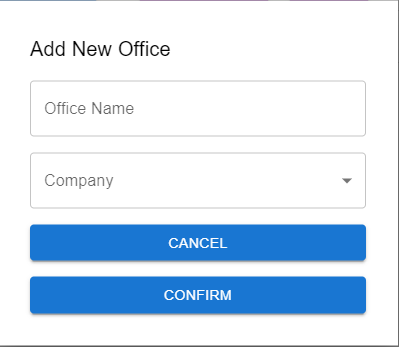 Add New Office
Office Name
Company
CANCEL
CONFIRM